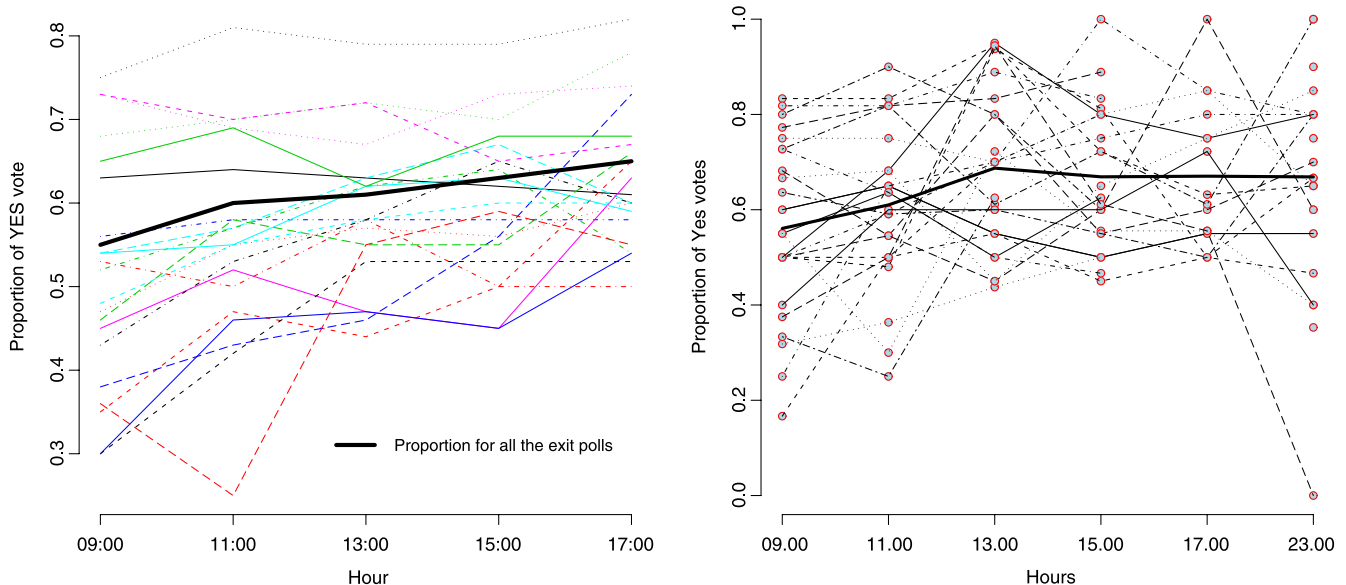 Proportion of YES vote
0.8
0.7
0.6
0.5
0.4
0.3
Proportion for all the exit polls
09:00 11:00 13:00 15:00 17:00
Hour
Proportion of Yes votes
1.0
0.8
0.6
0.4
0.2
0.0
09.00 11.00 13.00 15.00 17.00 23.00
Hours